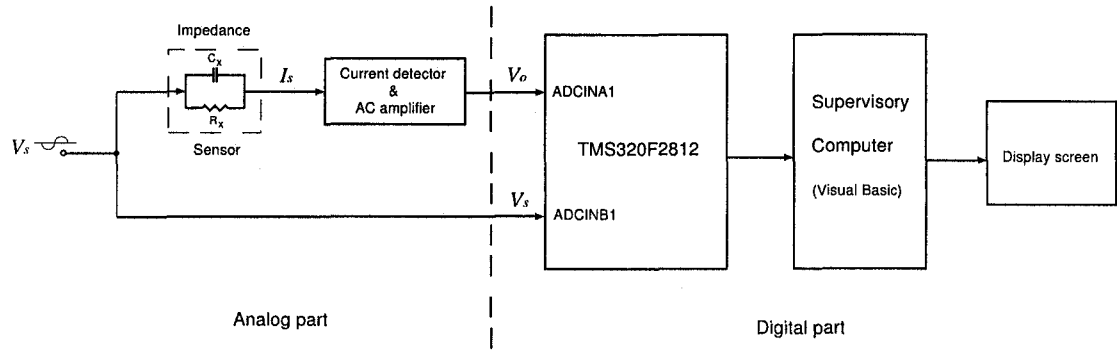 Impedance
Cx
Rx
Sensor
Vs
Is
Current detector
&
AC amplifier
Vo
ADCINA1
TMS320F2812
Vs
ADCINB1
Supervisory
Computer
(Visual Basic)
Display screen
Analog part
Digital part